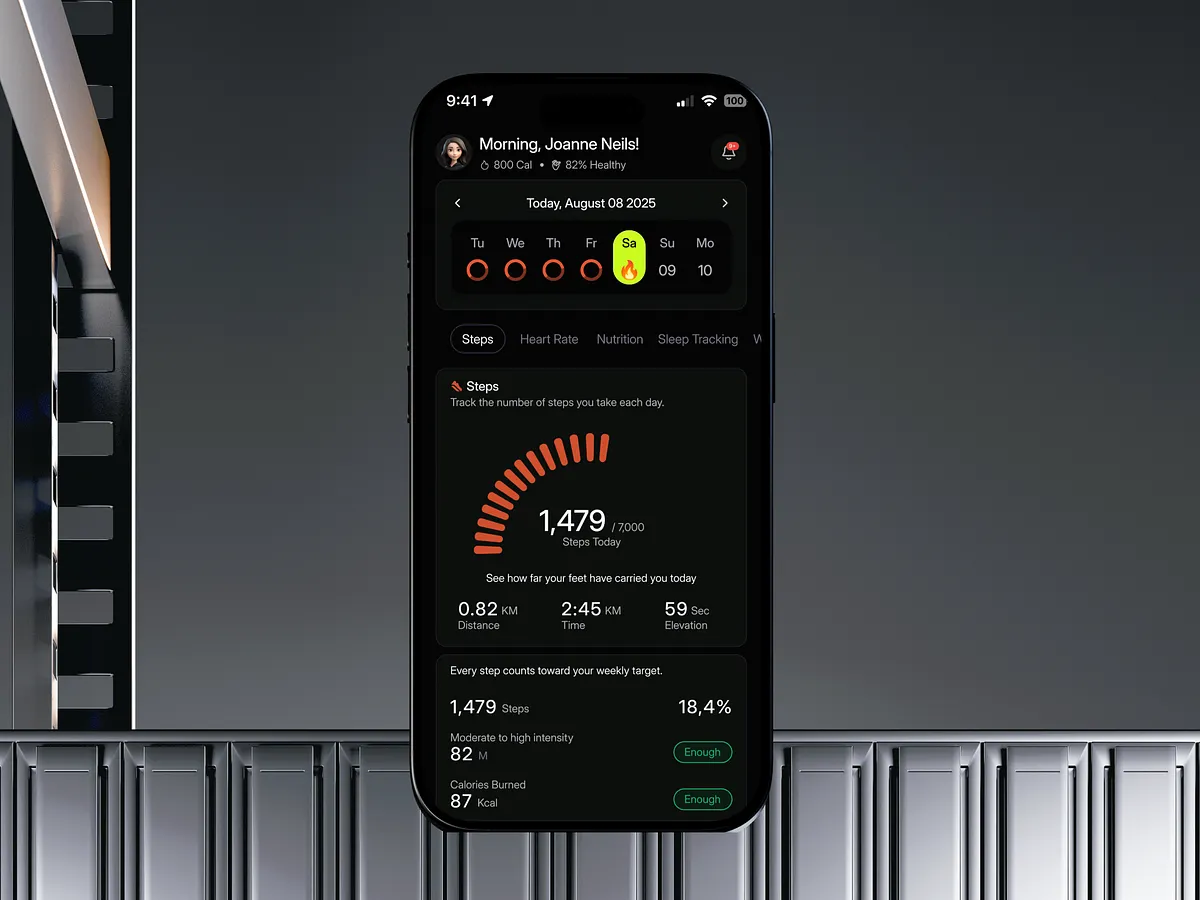 9:41
100
Morning, Joanne Neils!
9+
800 Cal • 82% Healthy
Today, August 08 2025
Tu We Th Fr Sa Su Mo
09 10
Steps Heart Rate Nutrition Sleep Tracking W
Steps
Track the number of steps you take each day.
1,479 / 7,000
Steps Today
See how far your feet have carried you today
0.82 KM 2:45 KM 59 Sec
Distance Time Elevation
Every step counts toward your weekly target.
1,479 Steps 18,4%
Moderate to high intensity
82 M Enough
Calories Burned
87 Kcal Enough